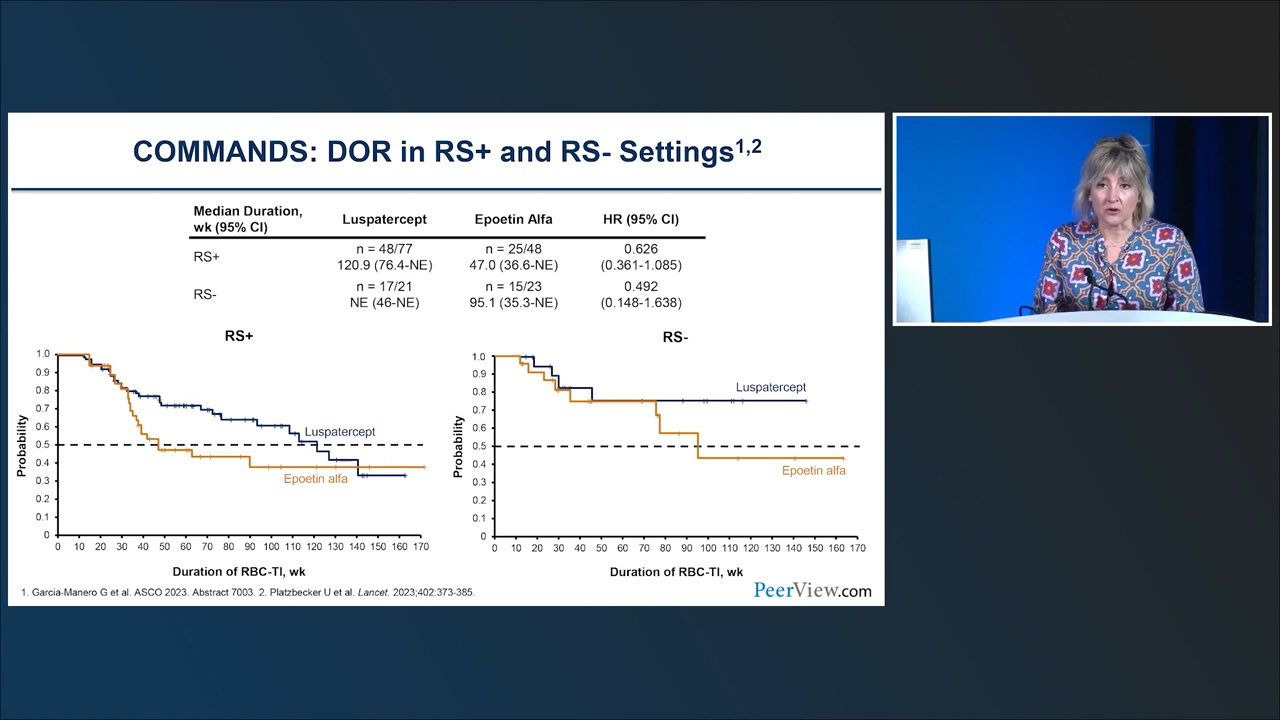 COMMANDS: DOR in RS+ and RS- Settings1,2
Median Duration, wk (95% CI) Luspatercept Epoetin Alfa HR (95% CI)
RS+ n = 48/77 n = 25/48 0.626
120.9 (76.4-NE) 47.0 (36.6-NE) (0.361-1.085)
RS- n = 17/21 n = 15/23 0.492
NE (46-NE) 95.1 (35.3-NE) (0.148-1.638)
RS+
Probability
1.0
0.9
0.8
0.7
0.6
0.5
0.4
0.3
0.2
0.1
0
Luspatercept
Epoetin alfa
0 10 20 30 40 50 60 70 80 90 100 110 120 130 140 150 160 170
Duration of RBC-TI, wk
RS-
Probability
1.0
0.9
0.8
0.7
0.6
0.5
0.4
0.3
0.2
0.1
0
Luspatercept
Epoetin alfa
0 10 20 30 40 50 60 70 80 90 100 110 120 130 140 150 160 170
Duration of RBC-TI, wk
1. Garcia-Manero G et al. ASCO 2023. Abstract 7003. 2. Platzbecker U et al. Lancet. 2023;402:373-385.
PeerView.com